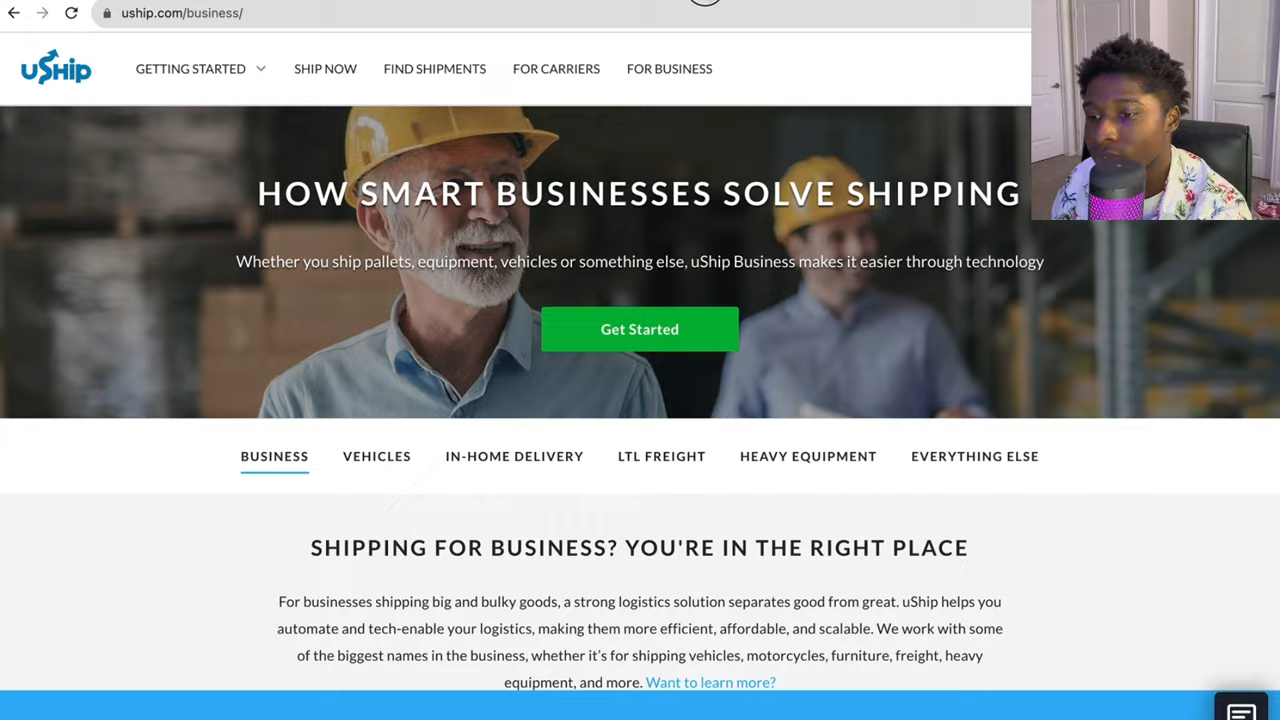 uship.com/business/
uShip
GETTING STARTED
SHIP NOW
FIND SHIPMENTS
FOR CARRIERS
FOR BUSINESS
HOW SMART BUSINESSES SOLVE SHIPPING
Whether you ship pallets, equipment, vehicles or something else, uShip Business makes it easier through technology
Get Started
BUSINESS
VEHICLES
IN-HOME DELIVERY
LTL FREIGHT
HEAVY EQUIPMENT
EVERYTHING ELSE
SHIPPING FOR BUSINESS? YOU'RE IN THE RIGHT PLACE
For businesses shipping big and bulky goods, a strong logistics solution separates good from great. uShip helps you
automate and tech-enable your logistics, making them more efficient, affordable, and scalable. We work with some
of the biggest names in the business, whether it’s for shipping vehicles, motorcycles, furniture, freight, heavy
equipment, and more. Want to learn more?